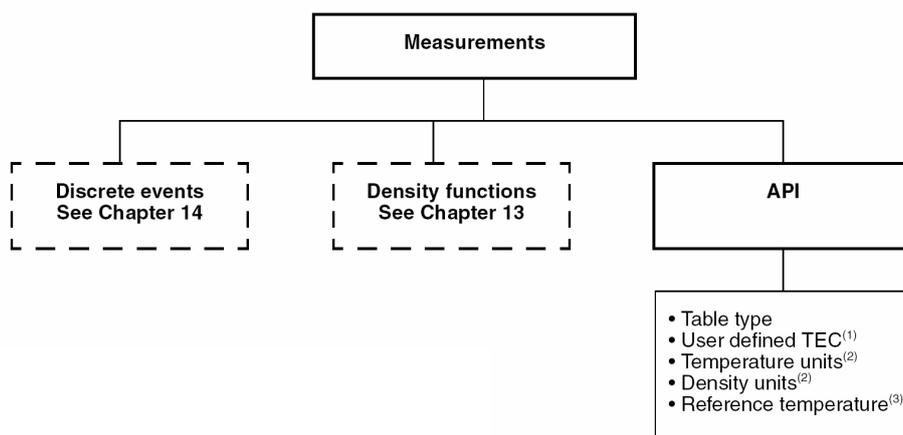 Measurements
Discrete events
See Chapter 14
Density functions
See Chapter 13
API
• Table type
• User defined TEC(1)
• Temperature units(2)
• Density units(2)
• Reference temperature(3)